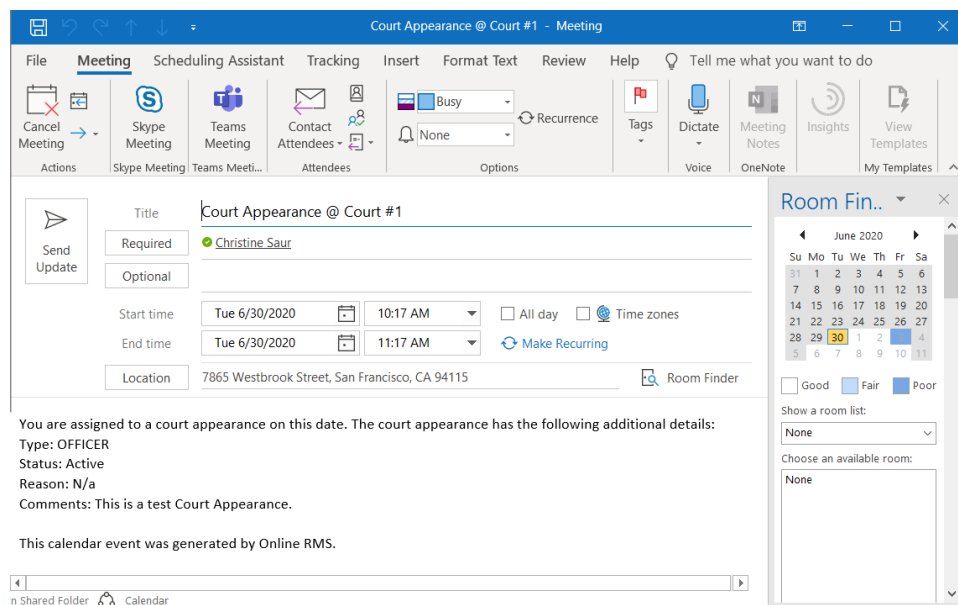 Court Appearance @ Court #1 - Meeting
File Meeting Scheduling Assistant Tracking Insert Format Text Review Help Tell me what you want to do
Cancel Meeting
Skype Meeting
Teams Meeting
Contact Attendees
Busy
None
Recurrence
Tags
Dictate
Meeting Notes
Insights
View Templates
Actions Skype Meeting Teams Meeti... Attendees Options Voice OneNote My Templates
Send Update
Title Court Appearance @ Court #1
Required Christine Saur
Optional
Start time Tue 6/30/2020 10:17 AM All day Time zones
End time Tue 6/30/2020 11:17 AM Make Recurring
Location 7865 Westbrook Street, San Francisco, CA 94115 Room Finder
You are assigned to a court appearance on this date. The court appearance has the following additional details:
Type: OFFICER
Status: Active
Reason: N/a
Comments: This is a test Court Appearance.
This calendar event was generated by Online RMS.
n Shared Folder Calendar
Room Fin..
June 2020
Su Mo Tu We Th Fr Sa
31 1 2 3 4 5 6
7 8 9 10 11 12 13
14 15 16 17 18 19 20
21 22 23 24 25 26 27
28 29 30 1 2 4
5 6 7 8 9 10 11
Good Fair Poor
Show a room list:
None
Choose an available room:
None